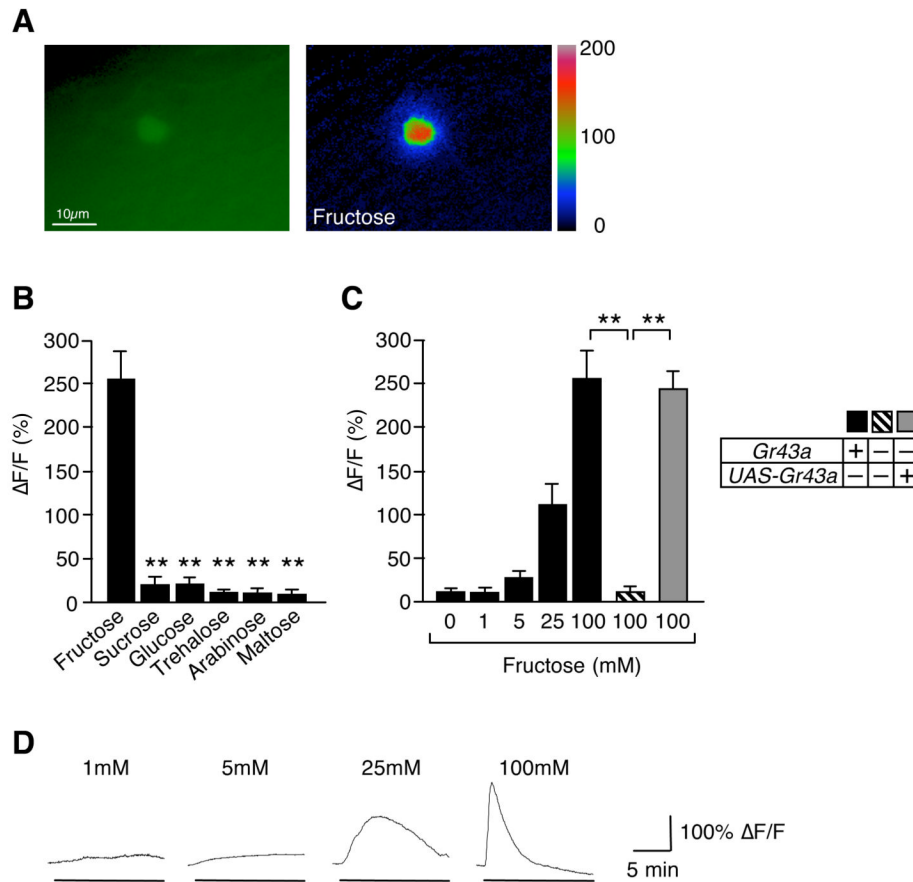 A
10µm
Fructose
200
100
0
B
ΔF/F (%)
300
250
200
150
100
50
0
** ** ** ** **
Fructose
Sucrose
Glucose
Trehalose
Arabinose
Maltose
C
ΔF/F (%)
300
250
200
150
100
50
0
** **
0 1 5 25 100 100 100
Fructose (mM)
Gr43a + – –
UAS-Gr43a – – +
D
1mM 5mM 25mM 100mM
100% ΔF/F
5 min